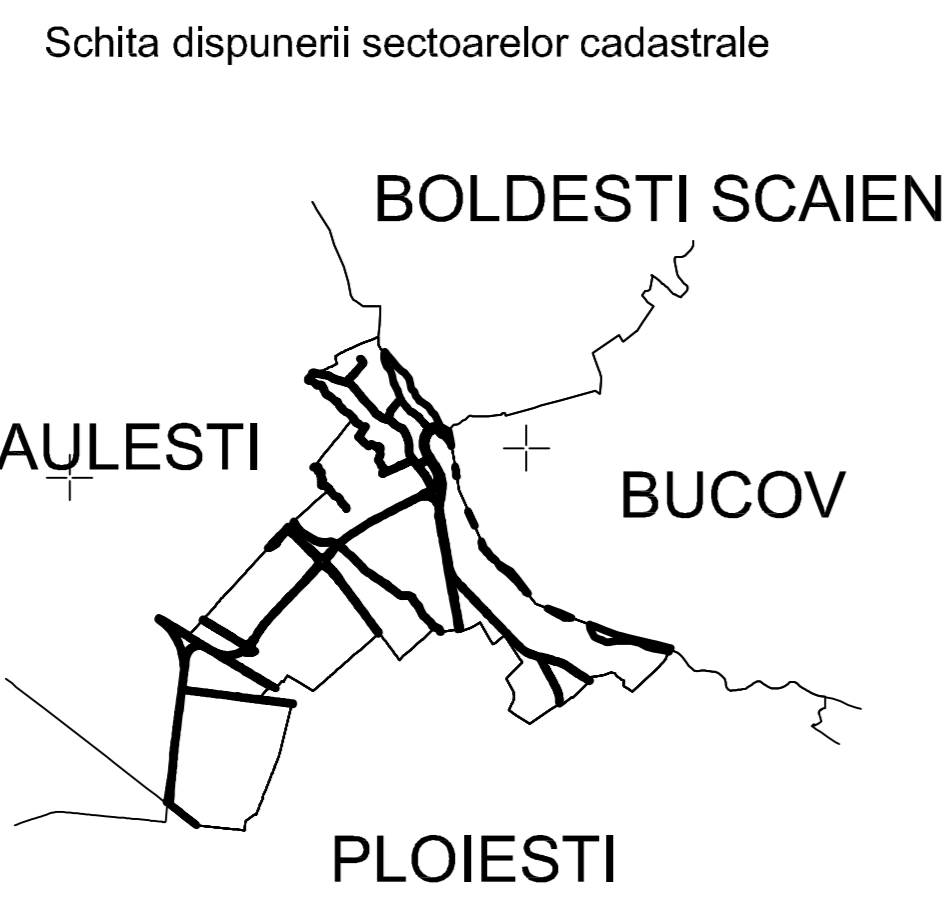 Schita dispunerii sectoarelor cadastrale
BOLDESTI SCAIEN
AULESTI
BUCOV
PLOIESTI